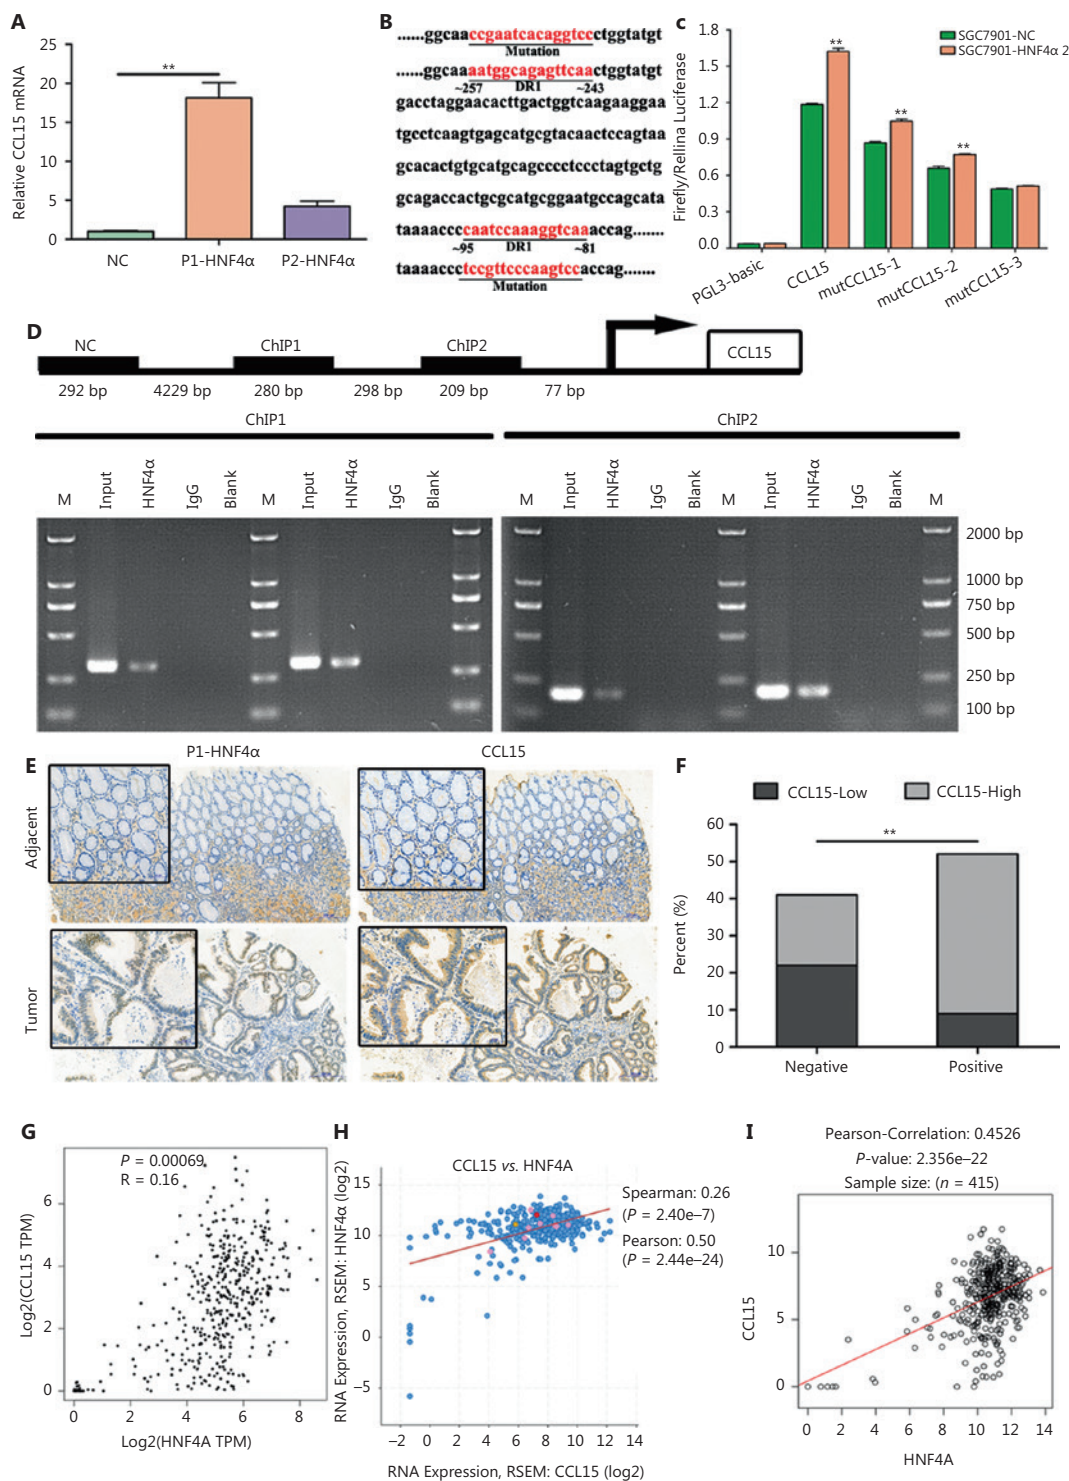 A
Relative CCL15 mRNA
25
20
15
10
5
0
**
NC
P1-HNF4α
P2-HNF4α
B
......ggcaaccgaatcacaggtccctggtatgt
Mutation
......ggcaaaatggcagagttcaactggtatgt
~257 DR1 ~243
gacctaggaacacttgactggtcaagaaggaa
tgcctcaagtgagcatgcgtacaactccagtaa
gcacactgtgcatgcagcccctccctagtgctg
gcagaccactgcgcatgcggaatgccagcata
taaaaccccaatccaaaggtcaaaccag.......
~95 DR1 ~81
taaaaccctccgttcccaagtccaccag.......
Mutation
C
SGC7901-NC
SGC7901-HNF4α 2
Firefly/Rellina Luciferase
1.8
1.5
1.2
0.9
0.6
0.3
0.0
**
**
**
PGL3-basic
CCL15
mutCCL15-1
mutCCL15-2
mutCCL15-3
D
NC ChIP1 ChIP2 CCL15
292 bp 4229 bp 280 bp 298 bp 209 bp 77 bp
ChIP1 ChIP2
M Input HNF4α IgG Blank M Input HNF4α IgG Blank
Input HNF4α IgG Blank M Input HNF4α IgG Blank M
2000 bp
1000 bp
750 bp
500 bp
250 bp
100 bp
E
P1-HNF4α CCL15
Adjacent
Tumor
F
CCL15-Low CCL15-High
Percent (%)
60
50
40
30
20
10
0
**
Negative
Positive
G
P = 0.00069
R = 0.16
Log2(CCL15 TPM)
6
4
2
0
0 2 4 6 8
Log2(HNF4A TPM)
H
CCL15 vs. HNF4A
RNA Expression, RSEM: HNF4α (log2)
15
10
5
0
−5
−2 0 2 4 6 8 10 12 14
RNA Expression, RSEM: CCL15 (log2)
Spearman: 0.26
(P = 2.40e–7)
Pearson: 0.50
(P = 2.44e−24)
I
Pearson-Correlation: 0.4526
P-value: 2.356e–22
Sample size: (n = 415)
CCL15
10
5
0
0 2 4 6 8 10 12 14
HNF4A